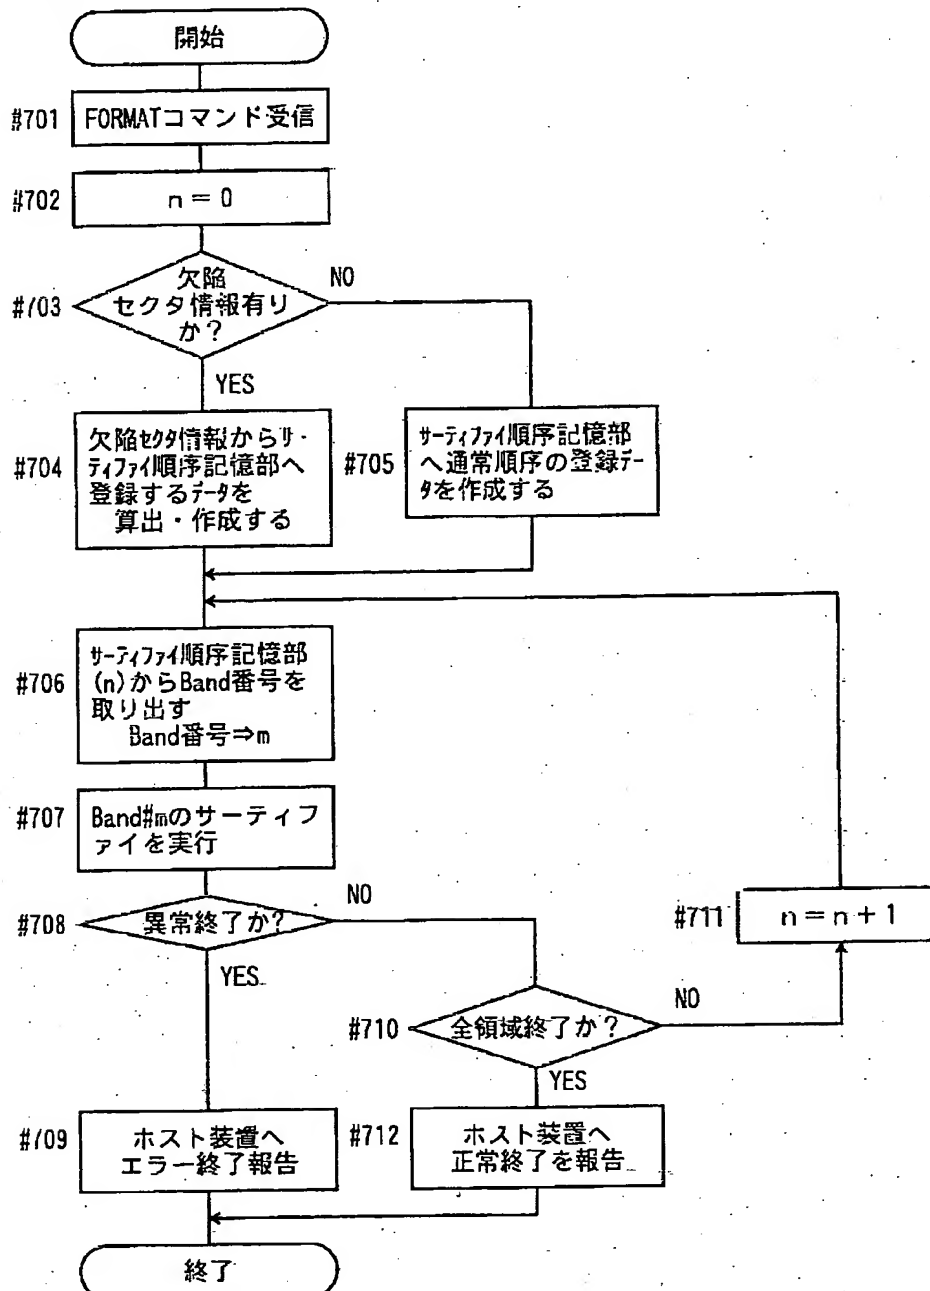 開始
#701
FORMATコマンド受信
#702
n=0
#703
欠陥
セクタ情報有り
か?
NO
YES
#704
欠陥セクタ情報からサー
ティファイ順序記憶部へ
登録するデータを
算出・作成する
#705
サーティファイ順序記憶部
へ通常順序の登録デー
タを作成する
#706
サーティファイ順序記憶部
(n)からBand番号を
取り出す
Band番号⇒m
#707
Band#mのサーティフ
ァイを実行
#708
異常終了か?
NO
YES
#711
n=n+1
#710
全領域終了か?
NO
YES
#709
ホスト装置へ
エラー終了報告
#712
ホスト装置へ
正常終了を報告
終了